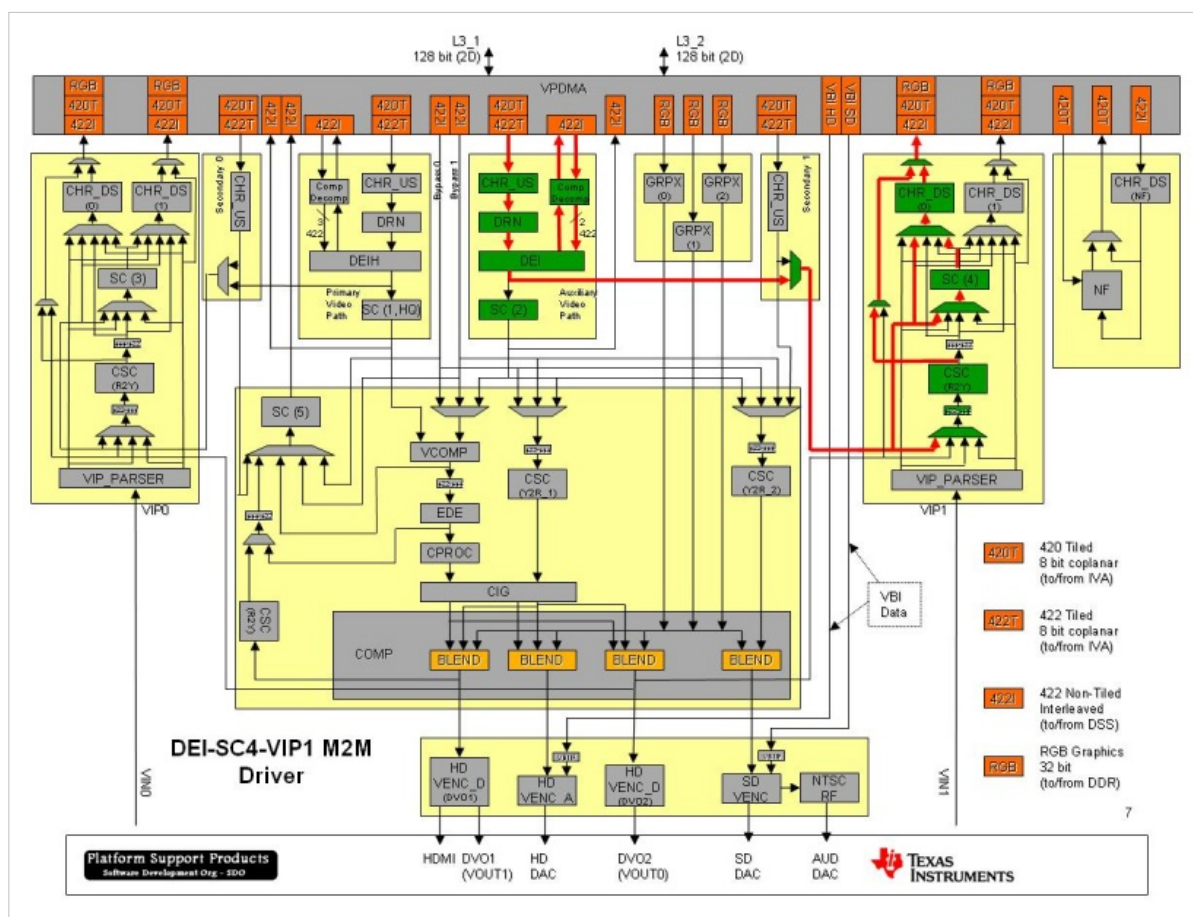 L3_1
128 bit (2D)
L3_2
128 bit (2D)
VPDMA
RGB
420T
422I
RGB
420T
422I
420T
422T
422I
422I
422I
420T
422T
422I
422I
420T
422T
422I
422I
RGB
RGB
RGB
420T
422T
VBI HD
VBI SD
RGB
420T
422I
RGB
420T
422I
420T
420T
422I
CHR_DS
(0)
CHR_DS
(1)
SC (3)
CSC
(R2Y)
VIP_PARSER
VIP0
Secondary 0
CHR_US
Comp
Decomp
3
422
CHR_US
DRN
DEIH
Primary
Video
Path
SC (1,HQ)
Bypass 0
Bypass 1
CHR_US
DRN
DEI
SC (2)
Comp
Decomp
2
422
Auxiliary
Video
Path
GRPX
(0)
GRPX
(1)
GRPX
(2)
Secondary 1
CHR_US
CHR_DS
(0)
CHR_DS
(1)
SC (4)
CSC
(R2Y)
VIP_PARSER
VIP1
CHR_DS
(NF)
NF
SC (5)
VCOMP
EDE
CPROC
CIG
CSC
(Y2R_1)
CSC
(Y2R_2)
CSC
(R2Y)
COMP
BLEND
BLEND
BLEND
BLEND
VBI
Data
420T
420 Tiled
8 bit coplanar
(to/from IVA)
422T
422 Tiled
8 bit coplanar
(to/from IVA)
422I
422 Non-Tiled
Interleaved
(to/from DSS)
RGB
RGB Graphics
32 bit
(to/from DDR)
7
DEI-SC4-VIP1 M2M
Driver
HD
VENC_D
(DVO1)
HD
VENC_A
HD
VENC_D
(DVO2)
SD
VENC
NTSC
RF
VIN0
VIN1
HDMI
DVO1
(VOUT1)
HD
DAC
DVO2
(VOUT0)
SD
DAC
AUD
DAC
Platform Support Products
Software Development Org - SDO
TEXAS
INSTRUMENTS